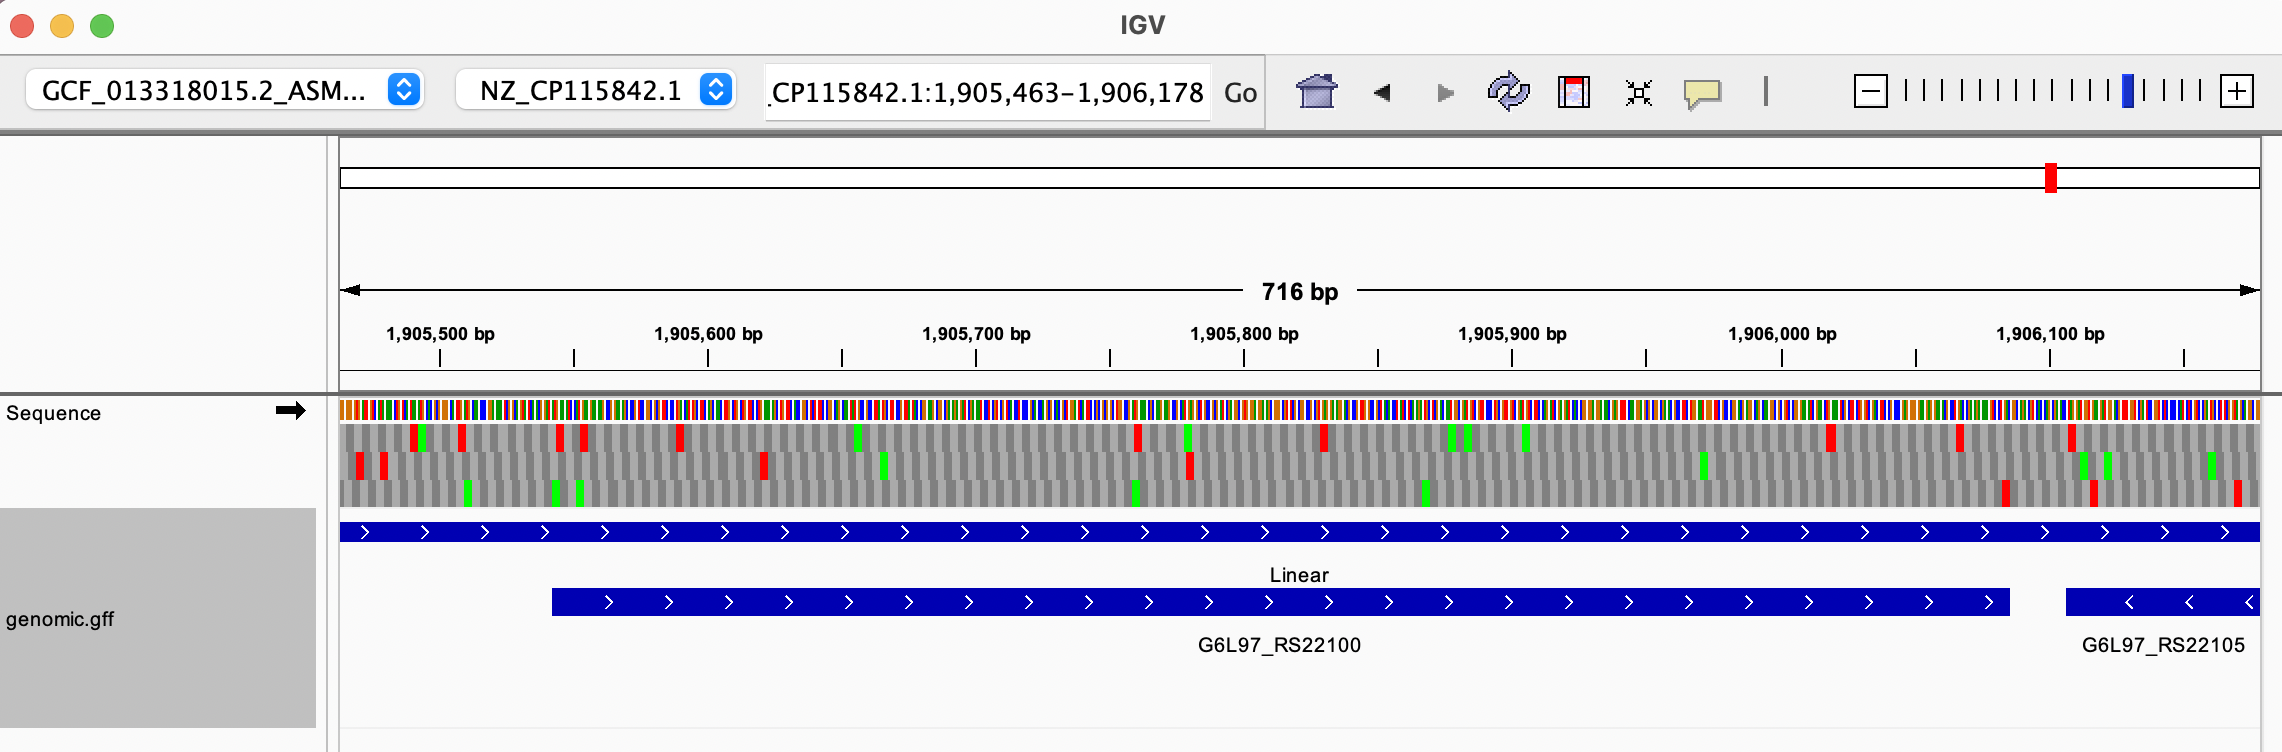 IGV
GCF_013318015.2_ASM... NZ_CP115842.1 _CP115842.1:1,905,463-1,906,178 Go
716 bp
1,905,500 bp 1,905,600 bp 1,905,700 bp 1,905,800 bp 1,905,900 bp 1,906,000 bp 1,906,100 bp
Sequence
Linear
genomic.gff
G6L97_RS22100 G6L97_RS22105